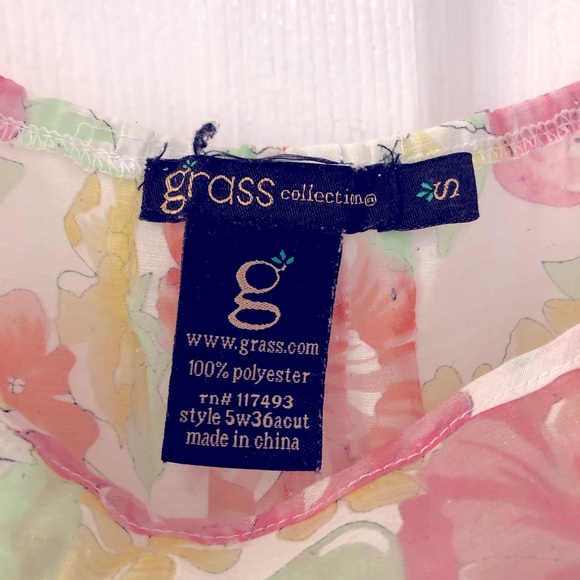 grass collection®
S
g
www.grass.com
100% polyester
rn# 117493
style 5w36acut
made in china